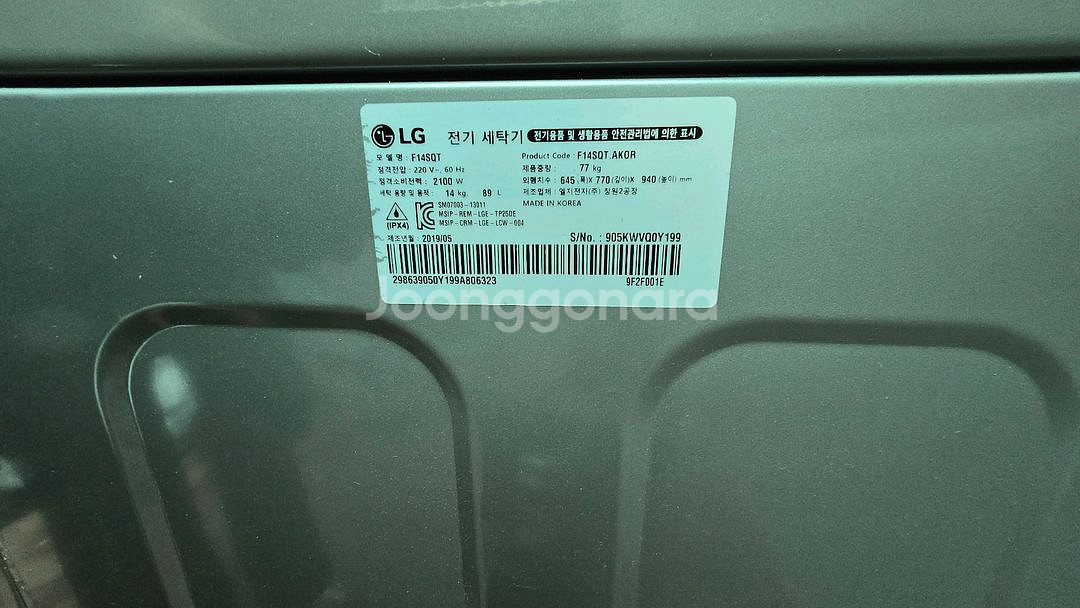 LG 전기 세탁기 전기용품 및 생활용품 안전관리법에 의한 표시
모 델 명 : F14SQT Product Code : F14SQT.AKOR
정격전압 : 220 V~, 60 Hz 제품중량 : 77 kg
정격소비전력 : 2100 W 외형치수 : 645(폭)X 770(깊이)X 940(높이) mm
세탁 용량 및 용적 : 14 kg, 89 L 제조업체 : 엘지전자(주) 창원2공장
MADE IN KOREA
SM07003-13011
MSIP-REM-LGE-TP25DE
(IPX4) MSIP-CRM-LGE-LCW-004
제조년월 : 2019/05 S/No. : 905KWVQ0Y199
298639050Y199A806323 9F2F001E
Joonggonara